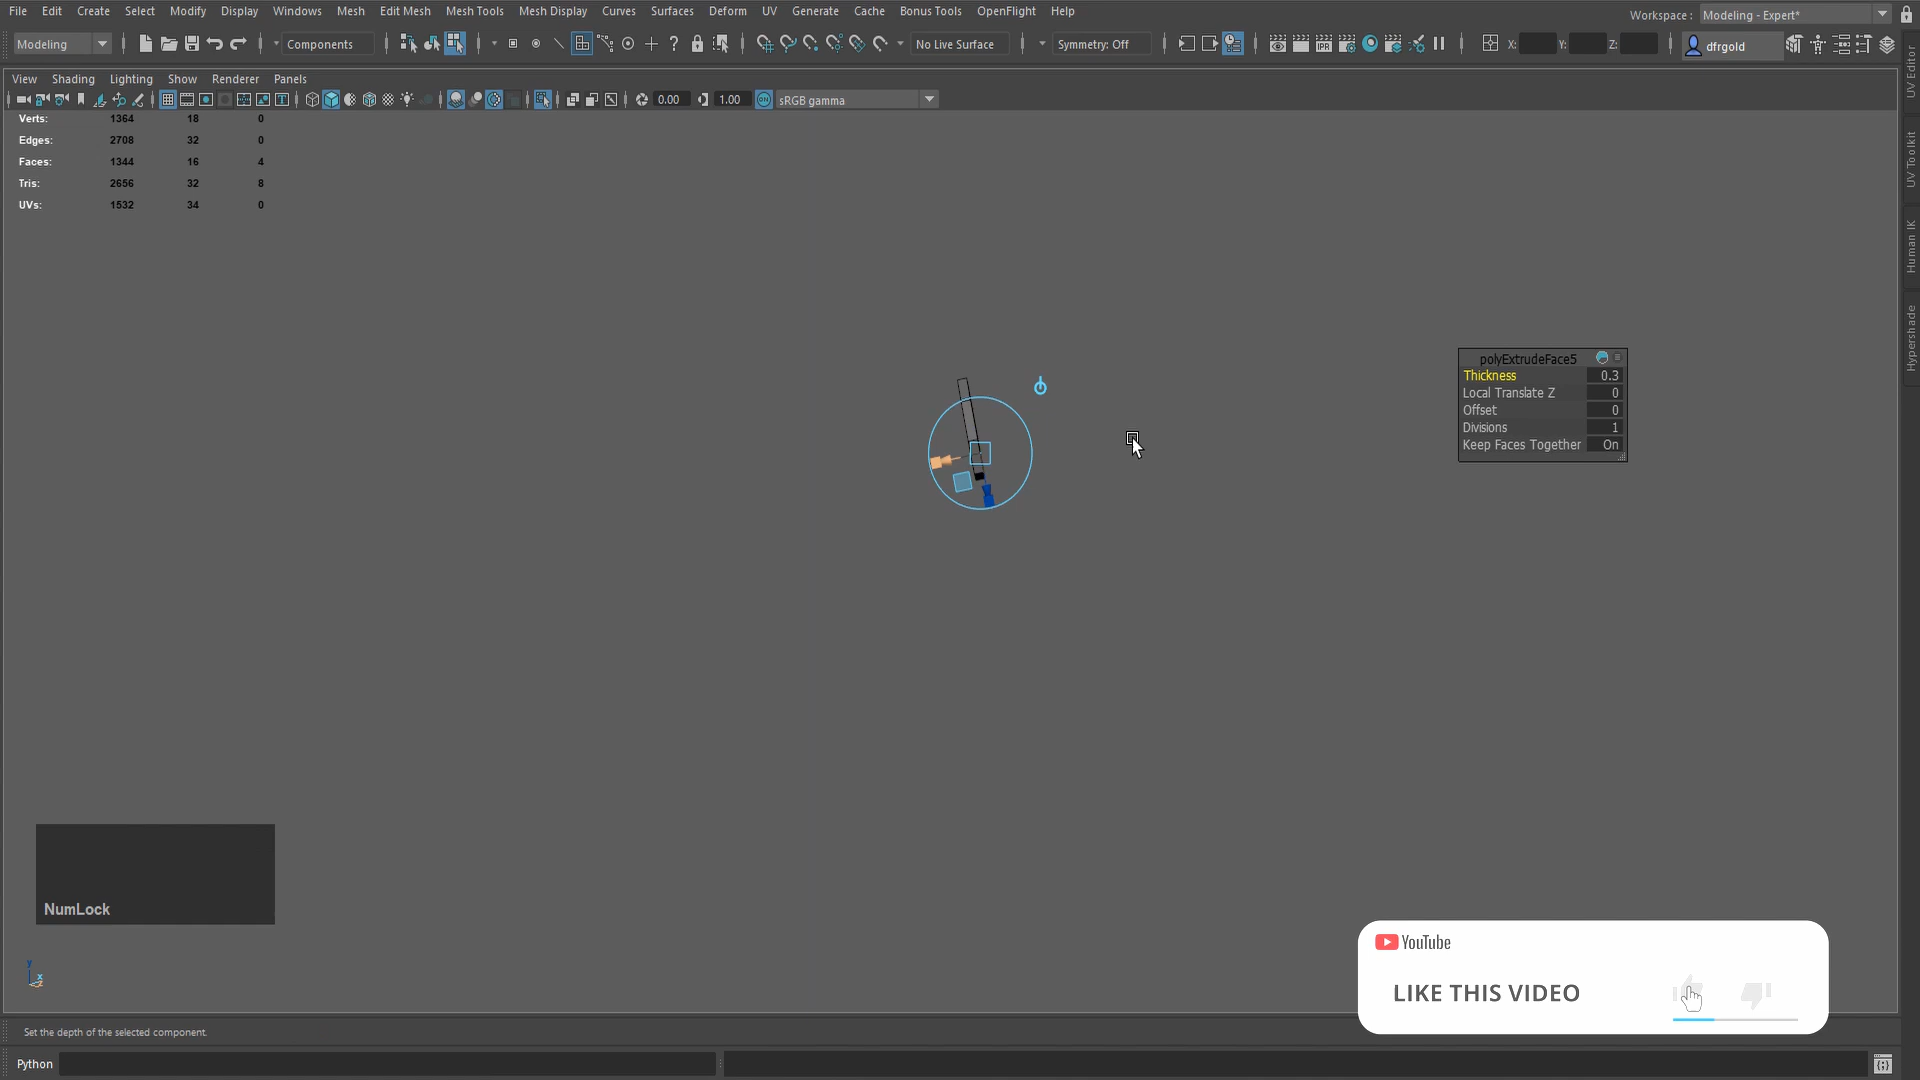 File Edit Create Select Modify Display Windows Mesh Edit Mesh Mesh Tools Mesh Display Curves Surfaces Deform UV Generate Cache Bonus Tools OpenFlight Help
Workspace : Modeling - Expert*
Modeling Components No Live Surface Symmetry: Off X: Y: Z: dfrgold
View Shading Lighting Show Renderer Panels
0.00 1.00 ON sRGB gamma
Verts: 1364 18 0
Edges: 2708 32 0
Faces: 1344 16 4
Tris: 2656 32 8
UVs: 1532 34 0
UV Editor
UV Toolkit
Human IK
Hypershade
polyExtrudeFace5
Thickness 0.3
Local Translate Z 0
Offset 0
Divisions 1
Keep Faces Together On
NumLock
y
x
YouTube
LIKE THIS VIDEO
Set the depth of the selected component.
Python